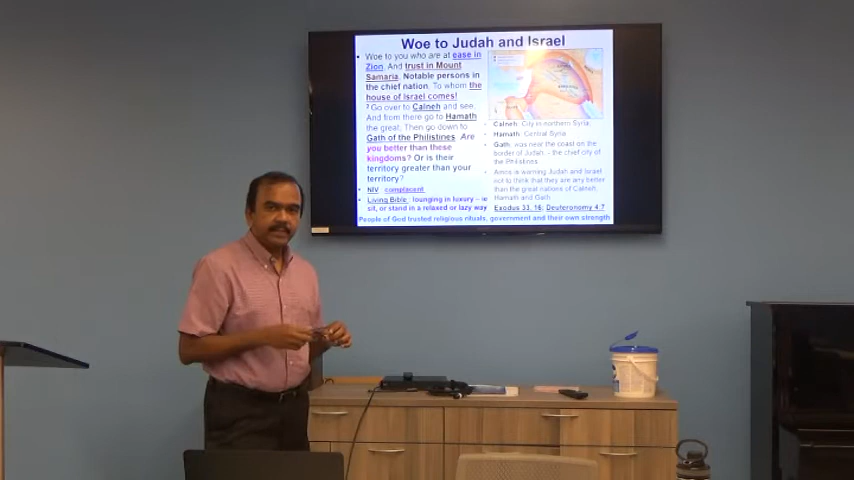 Woe to Judah and Israel
• Woe to you who are at ease in
Zion, And trust in Mount
Samaria, Notable persons in
the chief nation, To whom the
house of Israel comes!
² Go over to Calneh and see,
And from there go to Hamath
the great, Then go down to
Gath of the Philistines. Are
you better than these
kingdoms? Or is their
territory greater than your
territory?
• NIV complacent
• Living Bible: lounging in luxury – ie
sit, or stand in a relaxed or lazy way
• Calneh: City in northern Syria,
• Hamath: Central Syria
• Gath: was near the coast on the
border of Judah, - the chief city of
the Philistines.
• Amos is warning Judah and Israel
not to think that they are any better
than the great nations of Calneh,
Hamath and Gath
Exodus 33:16; Deuteronomy 4:7
People of God trusted religious rituals, government and their own strength